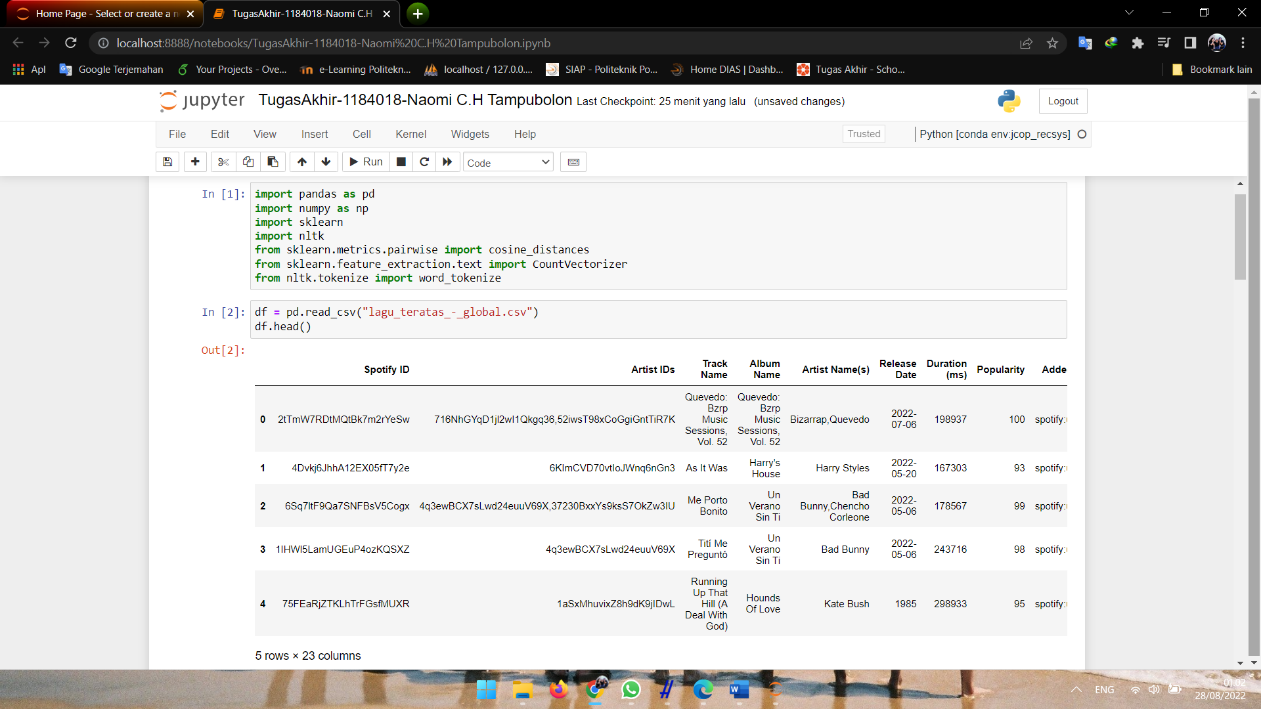 Home Page - Select or create a n
TugasAkhir-1184018-Naomi C.H
localhost:8888/notebooks/TugasAkhir-1184018-Naomi%20C.H%20Tampubolon.ipynb
Apl
Google Terjemahan
Your Projects - Ove...
e-Learning Politekn...
localhost / 127.0.0....
SIAP - Politeknik Po...
Home DIAS | Dashb...
Tugas Akhir - Scho...
Bookmark lain
jupyter TugasAkhir-1184018-Naomi C.H Tampubolon Last Checkpoint: 25 menit yang lalu (unsaved changes)
Logout
File Edit View Insert Cell Kernel Widgets Help
Trusted
Python [conda env:jcop_recsys]
Run
Code
In [1]:
import pandas as pd
import numpy as np
import sklearn
import nltk
from sklearn.metrics.pairwise import cosine_distances
from sklearn.feature_extraction.text import CountVectorizer
from nltk.tokenize import word_tokenize
In [2]:
df = pd.read_csv("lagu_teratas_-_global.csv")
df.head()
Out[2]:
Spotify ID Artist IDs Track Name Album Name Artist Name(s) Release Date Duration (ms) Popularity Adde
0 2tTmW7RDtMQtBk7m2rYeSw 716NhGYqD1jl2wI1Qkgq36,52iwsT98xCoGgiGntTiR7K Quevedo: Bzrp Music Sessions, Vol. 52 Quevedo: Bzrp Music Sessions, Vol. 52 Bizarrap,Quevedo 2022-07-06 198937 100 spotify:
1 4Dvkj6JhhA12EX05fT7y2e 6KImCVD70vtIoJWnq6nGn3 As It Was Harry's House Harry Styles 2022-05-20 167303 93 spotify:
2 6Sq7ltF9Qa7SNFBsV5Cogx 4q3ewBCX7sLwd24euuV69X,37230BxxYs9ksS7OkZw3IU Me Porto Bonito Un Verano Sin Ti Bad Bunny,Chencho Corleone 2022-05-06 178567 99 spotify:
3 1IHWl5LamUGEuP4ozKQSXZ 4q3ewBCX7sLwd24euuV69X Tití Me Preguntó Un Verano Sin Ti Bad Bunny 2022-05-06 243716 98 spotify:
4 75FEaRjZTKLhTrFGsfMUXR 1aSxMhuvixZ8h9dK9jIDwL Running Up That Hill (A Deal With God) Hounds Of Love Kate Bush 1985 298933 95 spotify:
5 rows × 23 columns
ENG
01:02
28/08/2022